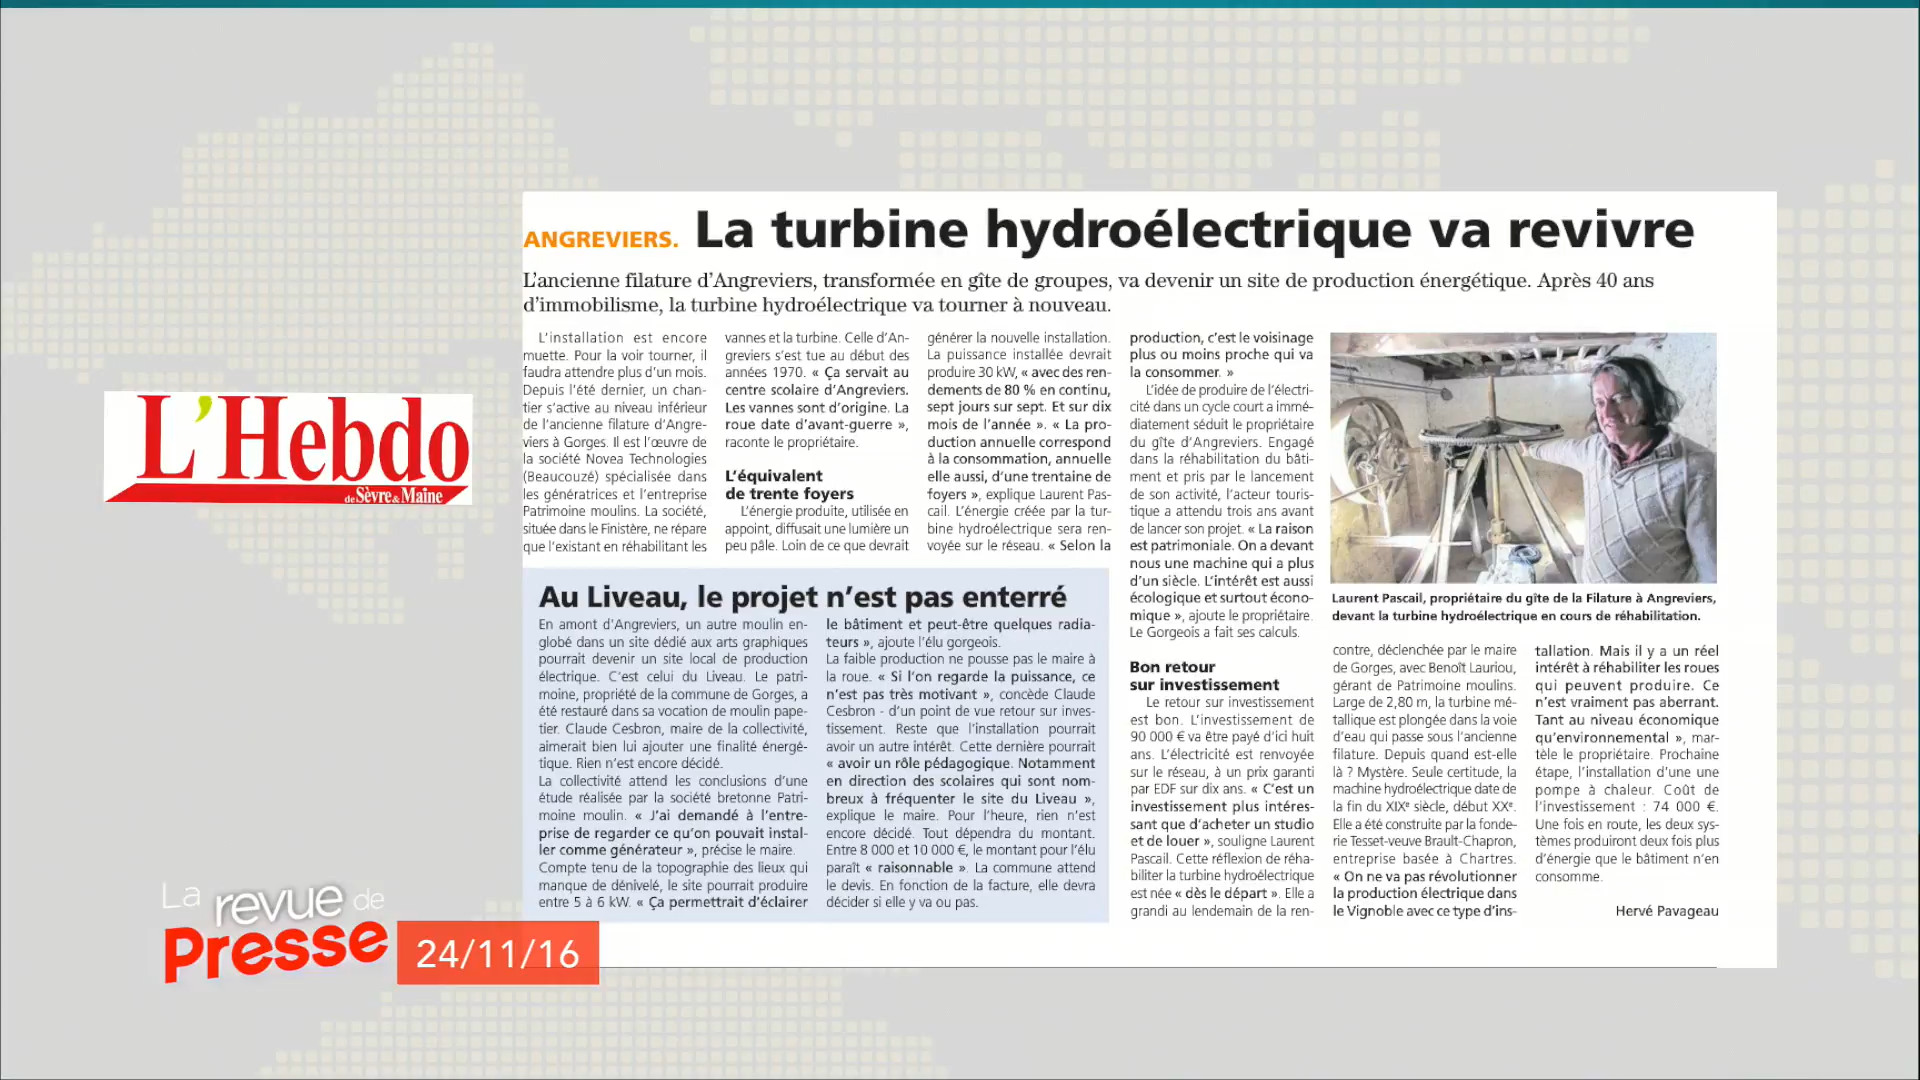 L'Hebdo
de Sèvre & Maine
La revue de
Presse
24/11/16
ANGREVIERS. La turbine hydroélectrique va revivre
L'ancienne filature d'Angreviers, transformée en gîte de groupes, va devenir un site de production énergétique. Après 40 ans
d'immobilisme, la turbine hydroélectrique va tourner à nouveau.
L'installation est encore
muette. Pour la voir tourner, il
faudra attendre plus d'un mois.
Depuis l'été dernier, un chan-
tier s'active au niveau inférieur
de l'ancienne filature d'Angre-
viers à Gorges. Il est l'œuvre de
la société Novea Technologies
(Beaucouzé) spécialisée dans
les génératrices et l'entreprise
Patrimoine moulins. La société,
située dans le Finistère, ne répare
que l'existant en réhabilitant les
vannes et la turbine. Celle d'An-
greviers s'est tue au début des
années 1970. « Ça servait au
centre scolaire d'Angreviers.
Les vannes sont d'origine. La
roue date d'avant-guerre »,
raconte le propriétaire.
L'équivalent
de trente foyers
L'énergie produite, utilisée en
appoint, diffusait une lumière un
peu pâle. Loin de ce que devrait
générer la nouvelle installation.
La puissance installée devrait
produire 30 kW, « avec des ren-
dements de 80 % en continu,
sept jours sur sept. Et sur dix
mois de l'année ». « La pro-
duction annuelle correspond
à la consommation, annuelle
elle aussi, d'une trentaine de
foyers », explique Laurent Pas-
cail. L'énergie créée par la tur-
bine hydroélectrique sera ren-
voyée sur le réseau. « Selon la
production, c'est le voisinage
plus ou moins proche qui va
la consommer. »
L'idée de produire de l'électri-
cité dans un cycle court a immé-
diatement séduit le propriétaire
du gîte d'Angreviers. Engagé
dans la réhabilitation du bâti-
ment et pris par le lancement
de son activité, l'acteur touris-
tique a attendu trois ans avant
de lancer son projet. « La raison
est patrimoniale. On a devant
nous une machine qui a plus
d'un siècle. L'intérêt est aussi
écologique et surtout écono-
mique », ajoute le propriétaire.
Le Gorgeois a fait ses calculs.
Bon retour
sur investissement
Le retour sur investissement
est bon. L'investissement de
90 000 € va être payé d'ici huit
ans. L'électricité est renvoyée
sur le réseau, à un prix garanti
par EDF sur dix ans. « C'est un
investissement plus intéres-
sant que d'acheter un studio
et de louer », souligne Laurent
Pascail. Cette réflexion de réha-
biliter la turbine hydroélectrique
est née « dès le départ ». Elle a
grandi au lendemain de la ren-
Laurent Pascail, propriétaire du gîte de la Filature à Angreviers,
devant la turbine hydroélectrique en cours de réhabilitation.
contre, déclenchée par le maire
de Gorges, avec Benoît Lauriou,
gérant de Patrimoine moulins.
Large de 2,80 m, la turbine mé-
tallique est plongée dans la voie
d'eau qui passe sous l'ancienne
filature. Depuis quand est-elle
là ? Mystère. Seule certitude, la
machine hydroélectrique date de
la fin du XIXe siècle, début XXe.
Elle a été construite par la fonde-
rie Tesset-veuve Brault-Chapron,
entreprise basée à Chartres.
« On ne va pas révolutionner
la production électrique dans
le Vignoble avec ce type d'ins-
tallation. Mais il y a un réel
intérêt à réhabiliter les roues
qui peuvent produire. Ce
n'est vraiment pas aberrant.
Tant au niveau économique
qu'environnemental », mar-
tèle le propriétaire. Prochaine
étape, l'installation d'une une
pompe à chaleur. Coût de
l'investissement : 74 000 €.
Une fois en route, les deux sys-
tèmes produiront deux fois plus
d'énergie que le bâtiment n'en
consomme.
Hervé Pavageau
Au Liveau, le projet n'est pas enterré
En amont d'Angreviers, un autre moulin en-
globé dans un site dédié aux arts graphiques
pourrait devenir un site local de production
électrique. C'est celui du Liveau. Le patri-
moine, propriété de la commune de Gorges, a
été restauré dans sa vocation de moulin pape-
tier. Claude Cesbron, maire de la collectivité,
aimerait bien lui ajouter une finalité énergé-
tique. Rien n'est encore décidé.
La collectivité attend les conclusions d'une
étude réalisée par la société bretonne Patri-
moine moulin. « J'ai demandé à l'entre-
prise de regarder ce qu'on pouvait instal-
ler comme générateur », précise le maire.
Compte tenu de la topographie des lieux qui
manque de dénivelé, le site pourrait produire
entre 5 à 6 kW. « Ça permettrait d'éclairer
le bâtiment et peut-être quelques radia-
teurs », ajoute l'élu gorgeois.
La faible production ne pousse pas le maire à
la roue. « Si l'on regarde la puissance, ce
n'est pas très motivant », concède Claude
Cesbron - d'un point de vue retour sur inves-
tissement. Reste que l'installation pourrait
avoir un autre intérêt. Cette dernière pourrait
« avoir un rôle pédagogique. Notamment
en direction des scolaires qui sont nom-
breux à fréquenter le site du Liveau »,
explique le maire. Pour l'heure, rien n'est
encore décidé. Tout dépendra du montant.
Entre 8 000 et 10 000 €, le montant pour l'élu
paraît « raisonnable ». La commune attend
le devis. En fonction de la facture, elle devra
décider si elle y va ou pas.